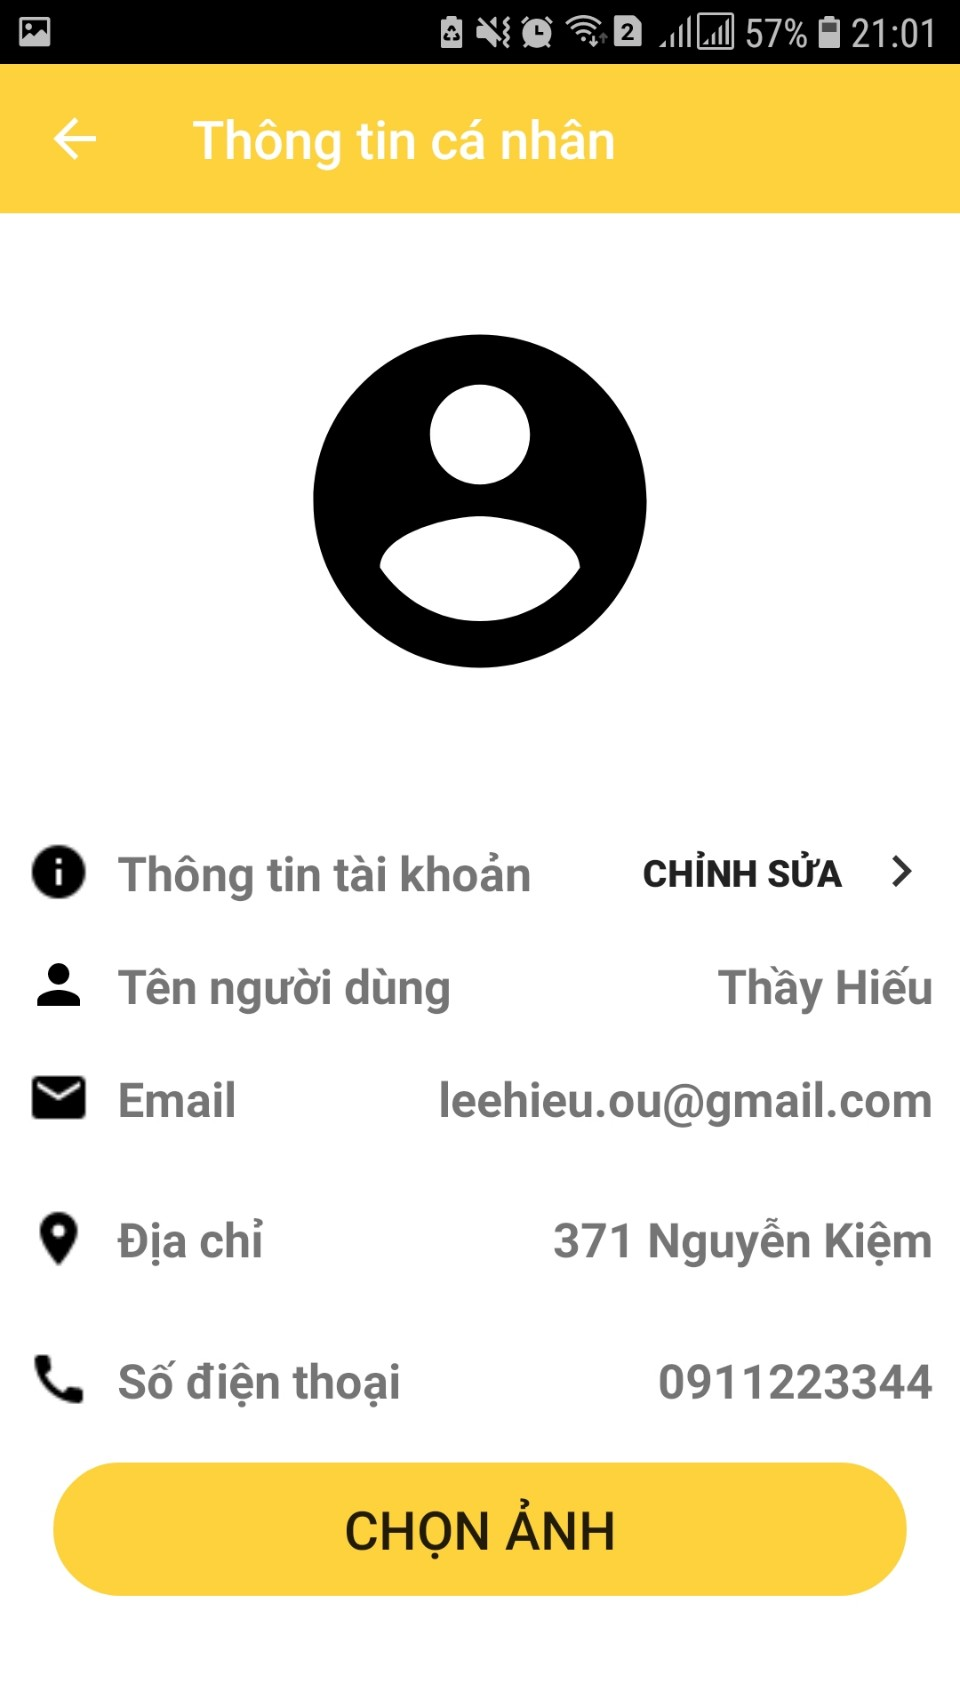 2 57% 21:01
Thông tin cá nhân
Thông tin tài khoản CHỈNH SỬA
Tên người dùng Thầy Hiếu
Email leehieu.ou@gmail.com
Địa chỉ 371 Nguyễn Kiệm
Số điện thoại 0911223344
CHỌN ẢNH